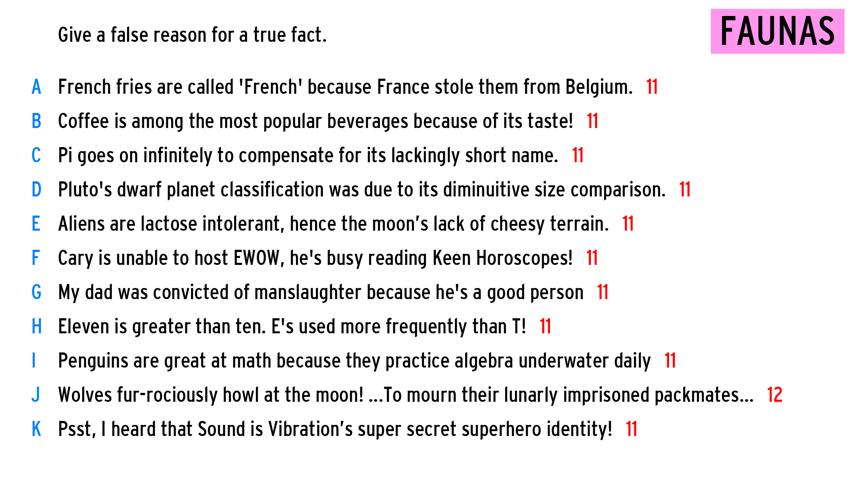 Give a false reason for a true fact.
FAUNAS
A French fries are called 'French' because France stole them from Belgium. 11
B Coffee is among the most popular beverages because of its taste! 11
C Pi goes on infinitely to compensate for its lackingly short name. 11
D Pluto's dwarf planet classification was due to its diminuitive size comparison. 11
E Aliens are lactose intolerant, hence the moon’s lack of cheesy terrain. 11
F Cary is unable to host EWOW, he's busy reading Keen Horoscopes! 11
G My dad was convicted of manslaughter because he's a good person 11
H Eleven is greater than ten. E's used more frequently than T! 11
I Penguins are great at math because they practice algebra underwater daily 11
J Wolves fur-rociously howl at the moon! ...To mourn their lunarly imprisoned packmates... 12
K Psst, I heard that Sound is Vibration’s super secret superhero identity! 11